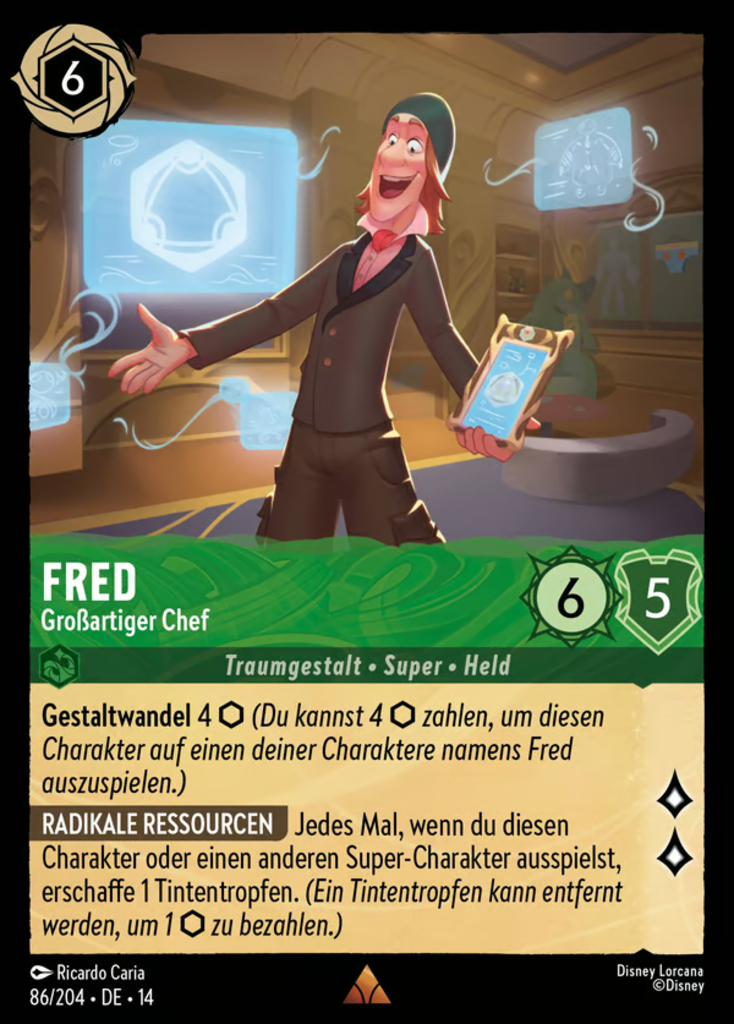 6
FRED
Großartiger Chef
6
5
Traumgestalt • Super • Held
Gestaltwandel 4 ⬡ (Du kannst 4 ⬡ zahlen, um diesen
Charakter auf einen deiner Charaktere namens Fred
auszuspielen.)
RADIKALE RESSOURCEN Jedes Mal, wenn du diesen
Charakter oder einen anderen Super-Charakter ausspielst,
erschaffe 1 Tintentropfen. (Ein Tintentropfen kann entfernt
werden, um 1 ⬡ zu bezahlen.)
Ricardo Caria
86/204 • DE • 14
Disney Lorcana
©Disney